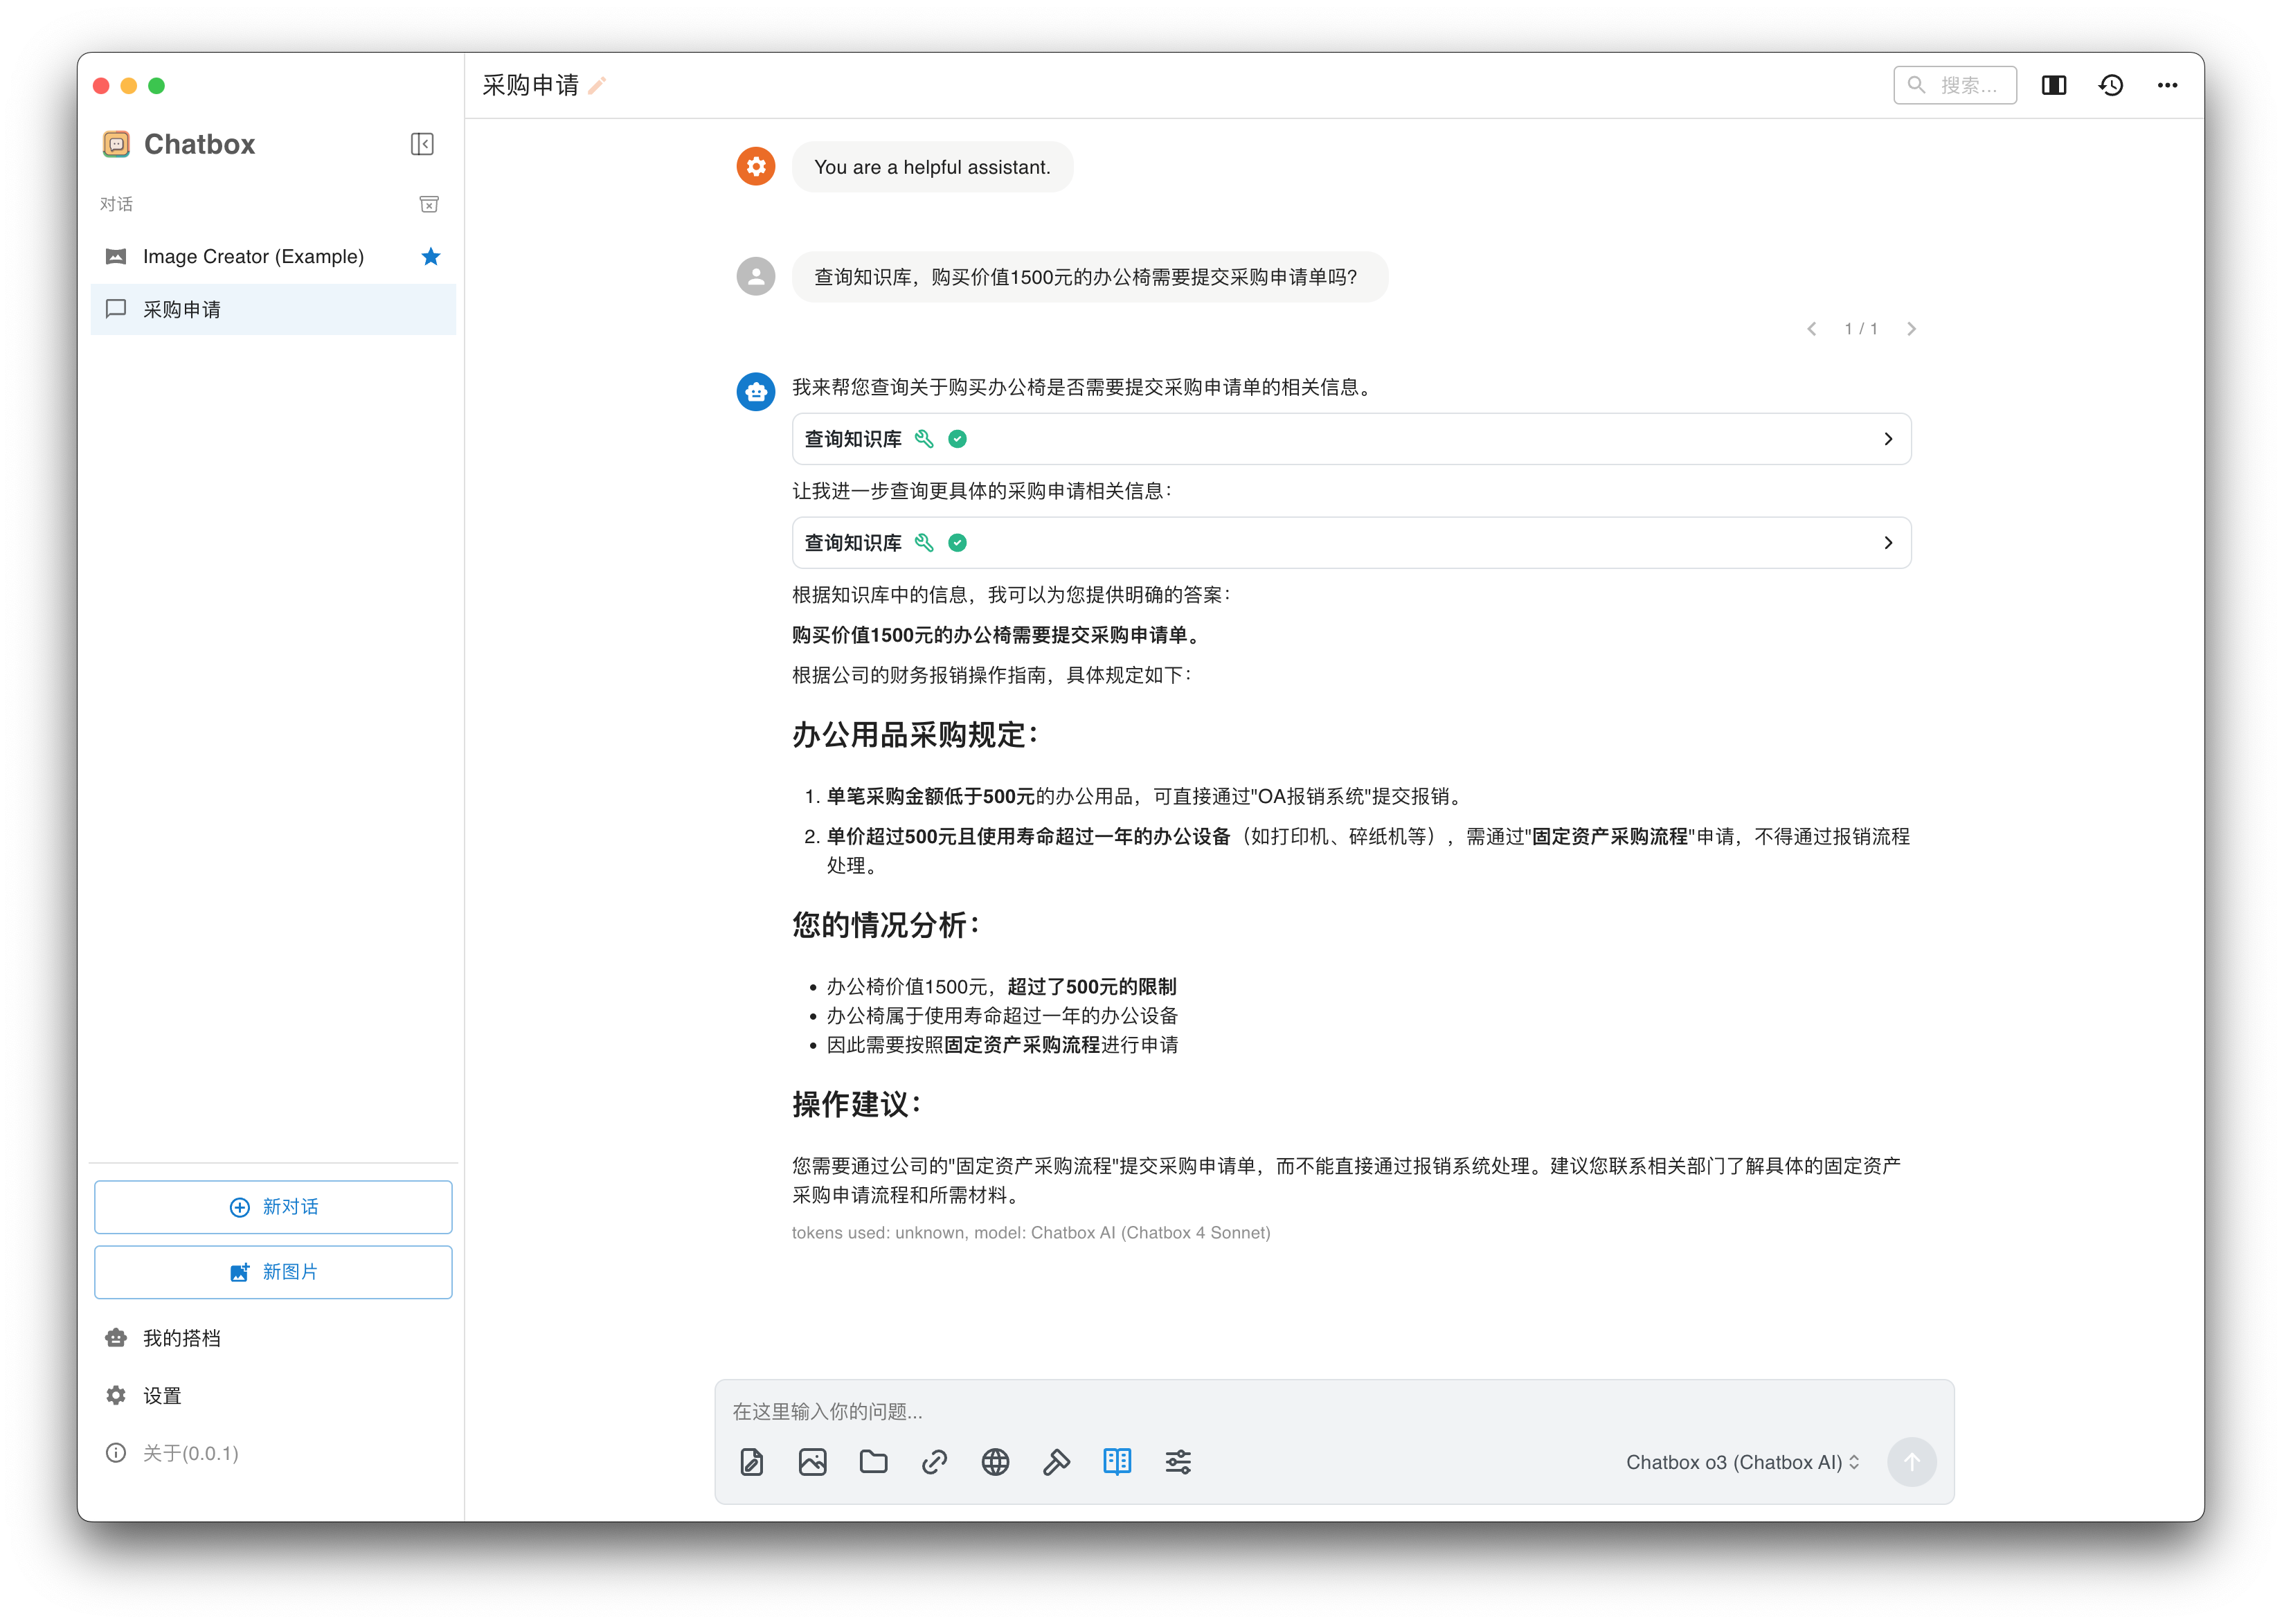 Chatbox
对话
Image Creator (Example)
采购申请
新对话
新图片
我的搭档
设置
关于(0.0.1)
采购申请
搜索...
You are a helpful assistant.
查询知识库，购买价值1500元的办公椅需要提交采购申请单吗？
1 / 1
我来帮您查询关于购买办公椅是否需要提交采购申请单的相关信息。
查询知识库
让我进一步查询更具体的采购申请相关信息：
查询知识库
根据知识库中的信息，我可以为您提供明确的答案：
购买价值1500元的办公椅需要提交采购申请单。
根据公司的财务报销操作指南，具体规定如下：
办公用品采购规定：
1. 单笔采购金额低于500元的办公用品，可直接通过"OA报销系统"提交报销。
2. 单价超过500元且使用寿命超过一年的办公设备（如打印机、碎纸机等），需通过"固定资产采购流程"申请，不得通过报销流程
处理。
您的情况分析：
• 办公椅价值1500元，超过了500元的限制
• 办公椅属于使用寿命超过一年的办公设备
• 因此需要按照固定资产采购流程进行申请
操作建议：
您需要通过公司的"固定资产采购流程"提交采购申请单，而不能直接通过报销系统处理。建议您联系相关部门了解具体的固定资产
采购申请流程和所需材料。
tokens used: unknown, model: Chatbox AI (Chatbox 4 Sonnet)
在这里输入你的问题...
Chatbox o3 (Chatbox AI)